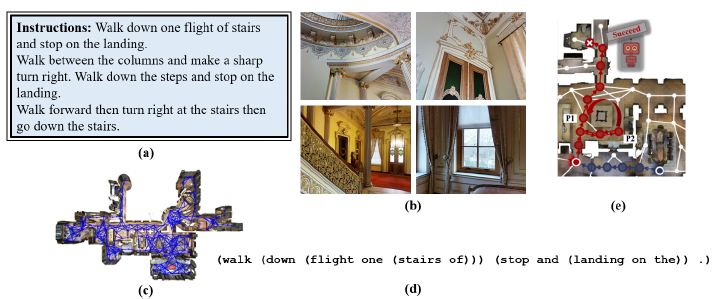 Instructions: Walk down one flight of stairs
and stop on the landing.
Walk between the columns and make a sharp
turn right. Walk down the steps and stop on the
landing.
Walk forward then turn right at the stairs then
go down the stairs.
(a)
(b)
Succeed
P1
P2
(e)
(walk (down (flight one (stairs of))) (stop and (landing on the)) .)
(c)
(d)